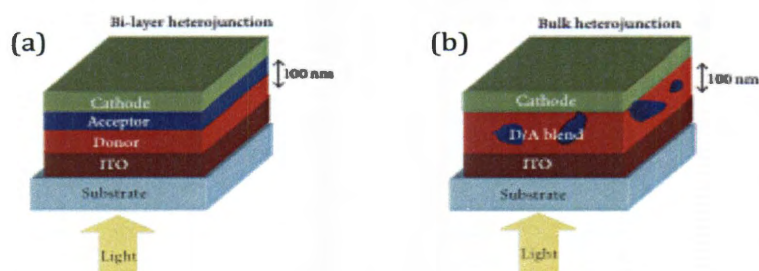 Bi-layer heterojunction
(a)
100 nm
Cathode
Acceptor
Donor
ITO
Substrate
Light
Bulk heterojunction
(b)
100 nm
Cathode
D/A blend
ITO
Substrate
Light